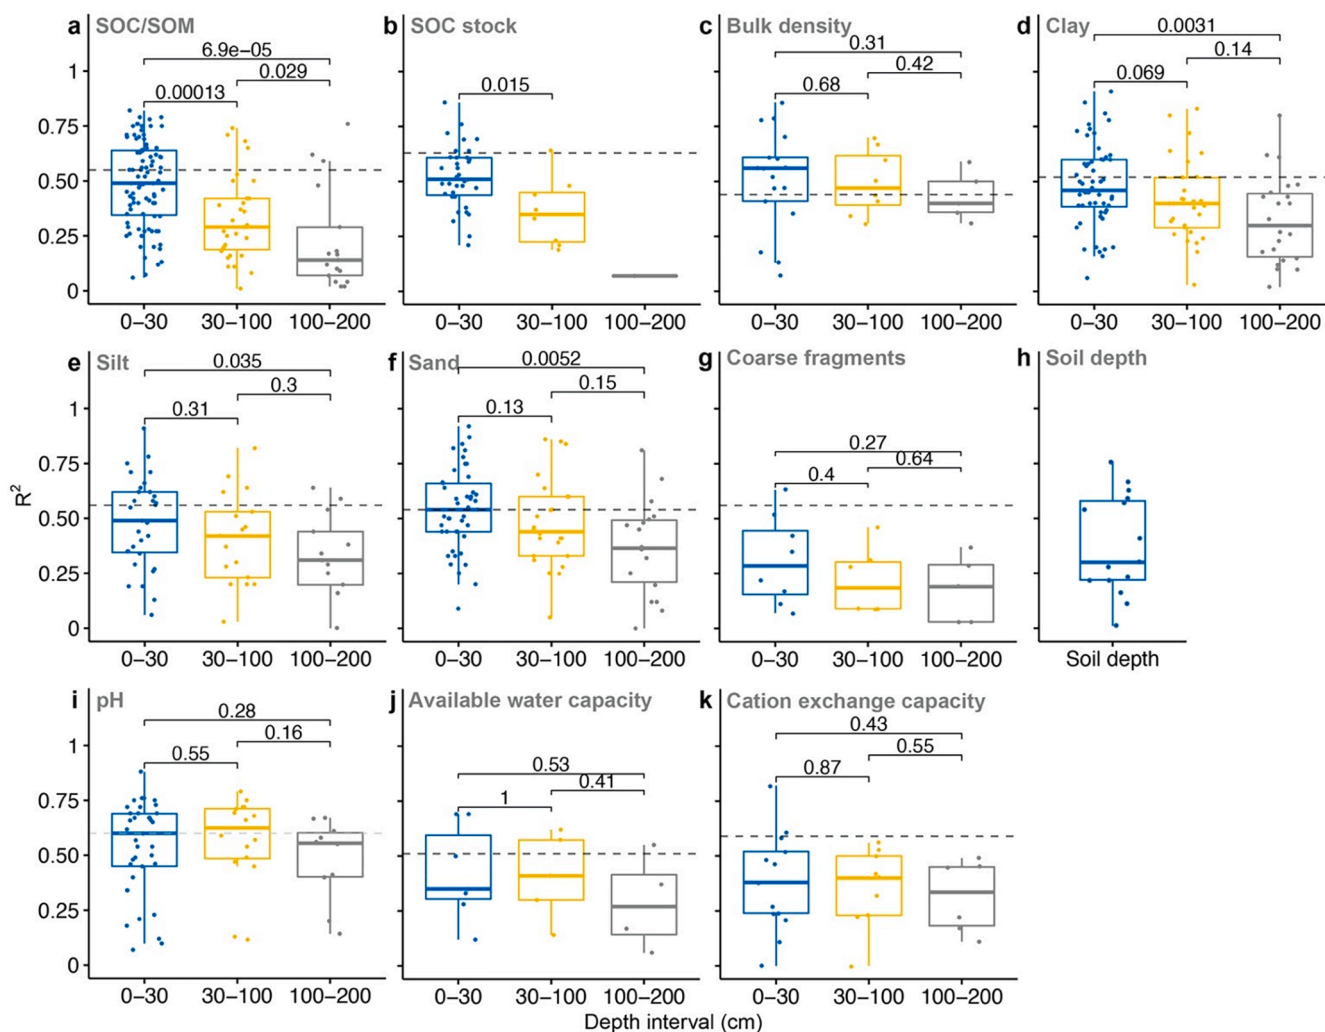 a SOC/SOM
b SOC stock
c Bulk density
d Clay
6.9e−05
0.029
0.00013
0.015
0.31
0.42
0.68
0.0031
0.14
0.069
1
0.75
0.50
0.25
0
0−30 30−100 100−200
0−30 30−100 100−200
0−30 30−100 100−200
0−30 30−100 100−200
e Silt
f Sand
g Coarse fragments
h Soil depth
0.035
0.3
0.31
0.0052
0.15
0.13
0.27
0.64
0.4
R²
1
0.75
0.50
0.25
0
0−30 30−100 100−200
0−30 30−100 100−200
0−30 30−100 100−200
Soil depth
i pH
j Available water capacity
k Cation exchange capacity
0.28
0.16
0.55
0.53
0.41
1
0.43
0.55
0.87
1
0.75
0.50
0.25
0
0−30 30−100 100−200
0−30 30−100 100−200
0−30 30−100 100−200
Depth interval (cm)